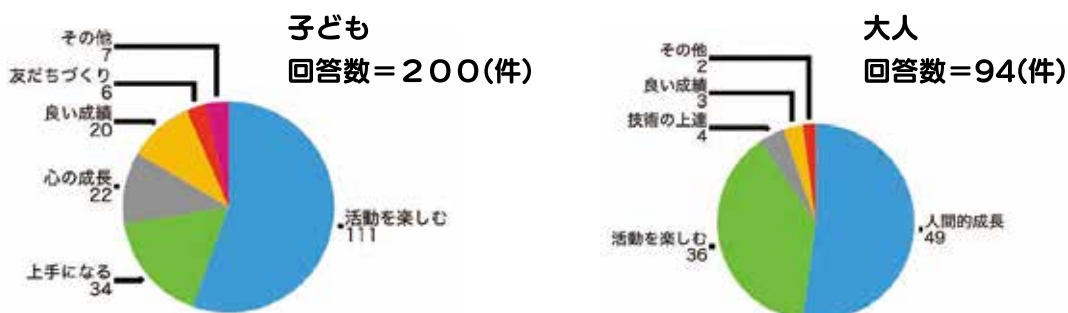 子ども
回答数=200(件)
その他
7
友だちづくり
6
良い成績
20
心の成長
22
上手になる
34
活動を楽しむ
111
大人
回答数=94(件)
その他
2
良い成績
3
技術の上達
4
活動を楽しむ
36
人間的成長
49